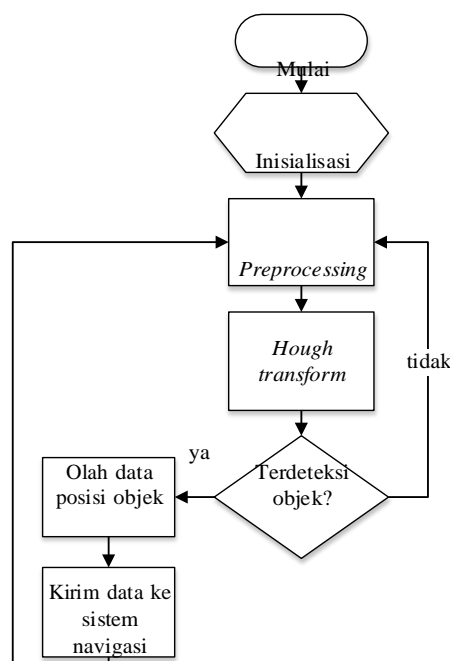 Mulai
Inisialisasi
Preprocessing
Hough
transform
tidak
Terdeteksi
objek?
ya
Olah data
posisi objek
Kirim data ke
sistem
navigasi